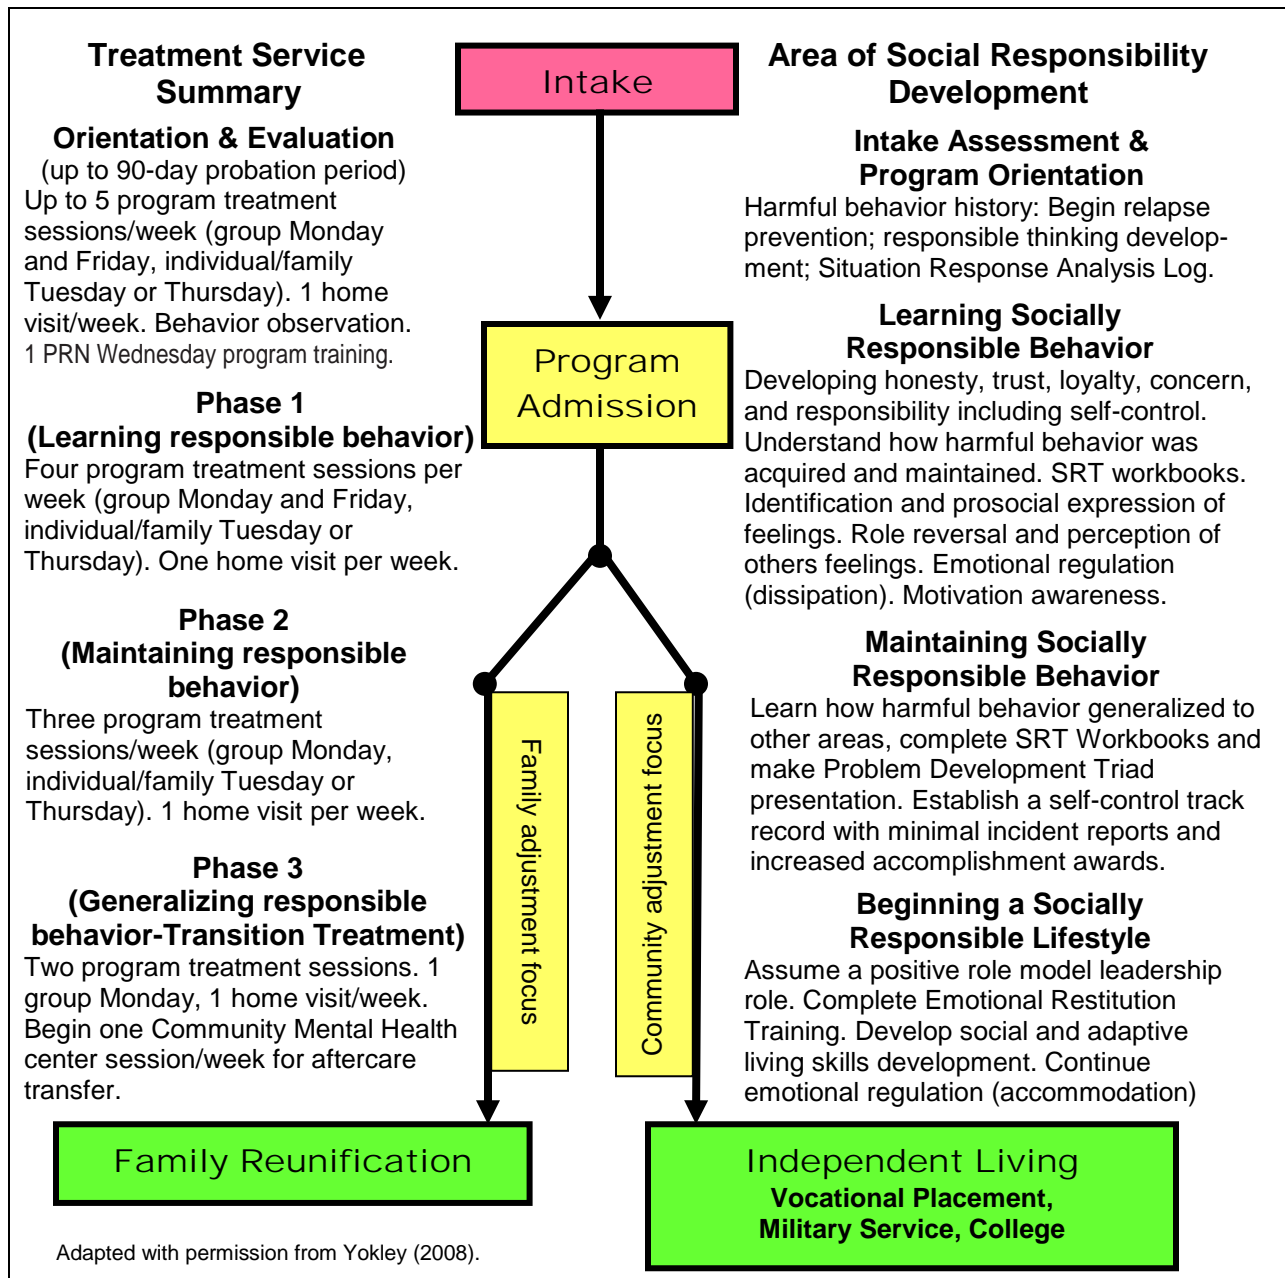 Treatment Service
Summary
Orientation & Evaluation
(up to 90-day probation period)
Up to 5 program treatment
sessions/week (group Monday
and Friday, individual/family
Tuesday or Thursday). 1 home
visit/week. Behavior observation.
1 PRN Wednesday program training.
Phase 1
(Learning responsible behavior)
Four program treatment sessions per
week (group Monday and Friday,
individual/family Tuesday or
Thursday). One home visit per week.
Phase 2
(Maintaining responsible
behavior)
Three program treatment
sessions/week (group Monday,
individual/family Tuesday or
Thursday). 1 home visit per week.
Phase 3
(Generalizing responsible
behavior-Transition Treatment)
Two program treatment sessions. 1
group Monday, 1 home visit/week.
Begin one Community Mental Health
center session/week for aftercare
transfer.
Intake
Program
Admission
Family adjustment focus
Community adjustment focus
Area of Social Responsibility
Development
Intake Assessment &
Program Orientation
Harmful behavior history: Begin relapse
prevention; responsible thinking develop-
ment; Situation Response Analysis Log.
Learning Socially
Responsible Behavior
Developing honesty, trust, loyalty, concern,
and responsibility including self-control.
Understand how harmful behavior was
acquired and maintained. SRT workbooks.
Identification and prosocial expression of
feelings. Role reversal and perception of
others feelings. Emotional regulation
(dissipation). Motivation awareness.
Maintaining Socially
Responsible Behavior
Learn how harmful behavior generalized to
other areas, complete SRT Workbooks and
make Problem Development Triad
presentation. Establish a self-control track
record with minimal incident reports and
increased accomplishment awards.
Beginning a Socially
Responsible Lifestyle
Assume a positive role model leadership
role. Complete Emotional Restitution
Training. Develop social and adaptive
living skills development. Continue
emotional regulation (accommodation)
Family Reunification
Independent Living
Vocational Placement,
Military Service, College
Adapted with permission from Yokley (2008).